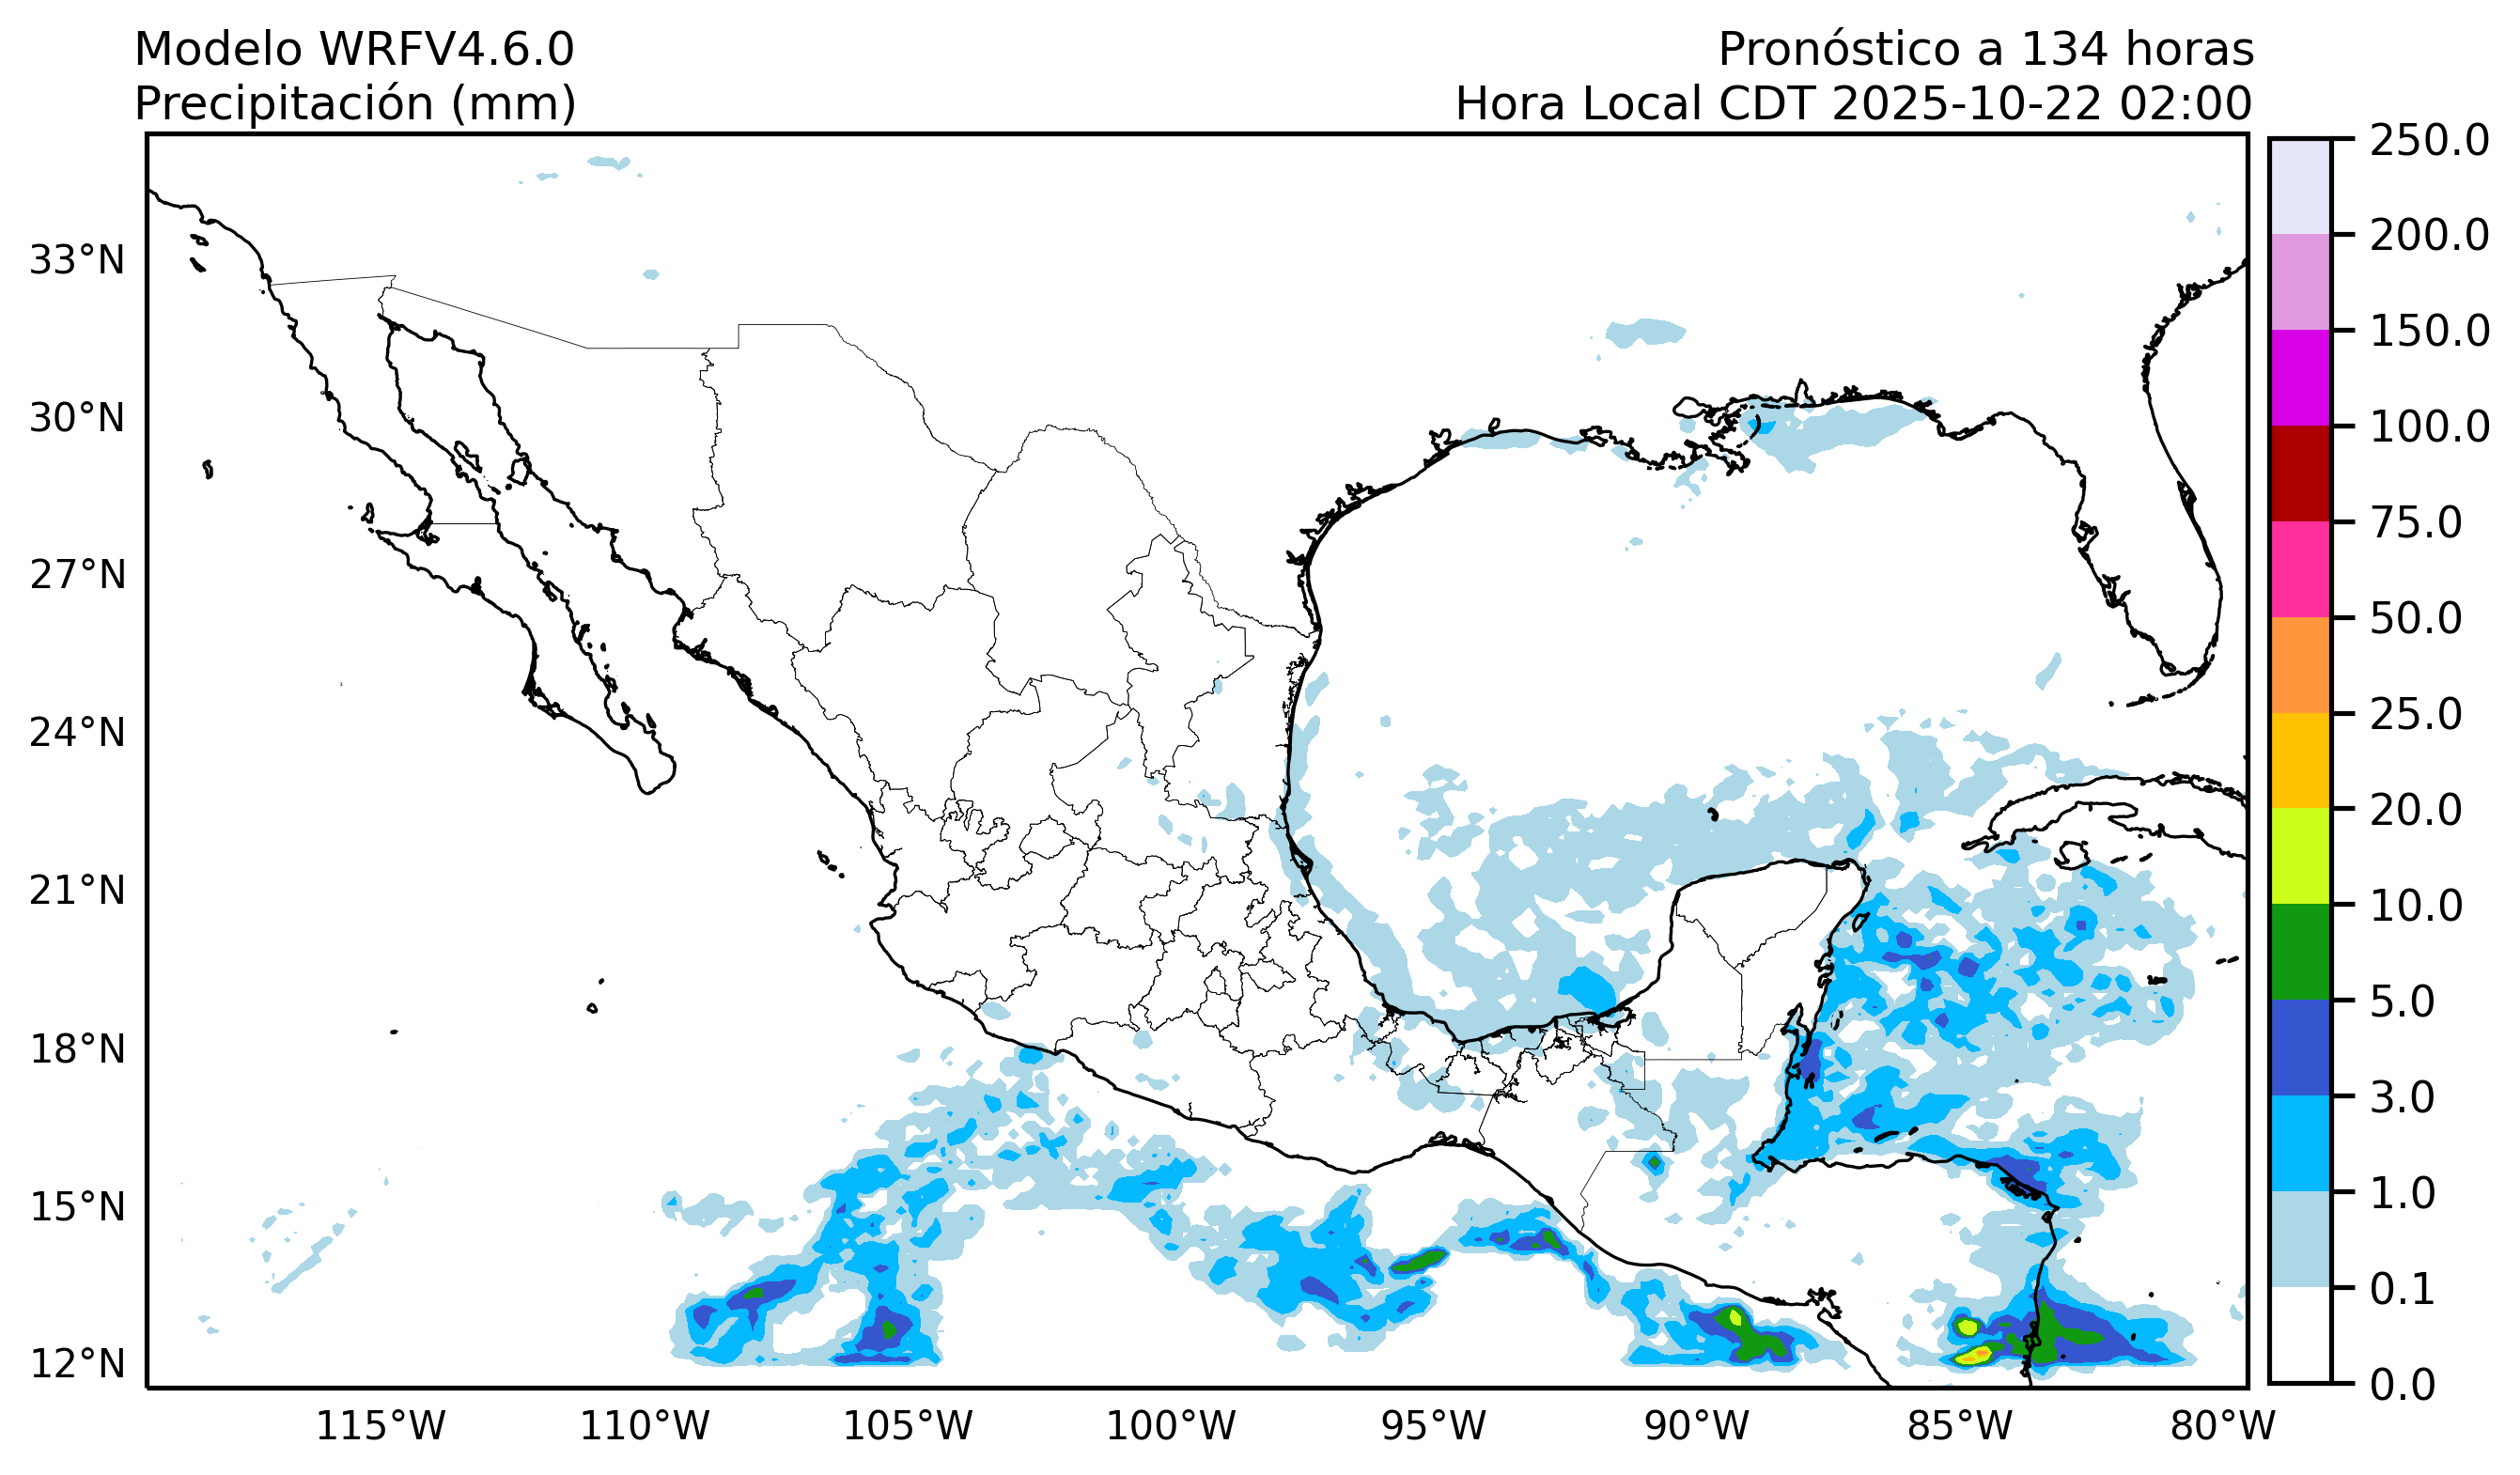 Modelo WRFV4.6.0
Precipitación (mm)
Pronóstico a 134 horas
Hora Local CDT 2025-10-22 02:00
33°N
30°N
27°N
24°N
21°N
18°N
15°N
12°N
115°W
110°W
105°W
100°W
95°W
90°W
85°W
80°W
250.0
200.0
150.0
100.0
75.0
50.0
25.0
20.0
10.0
5.0
3.0
1.0
0.1
0.0